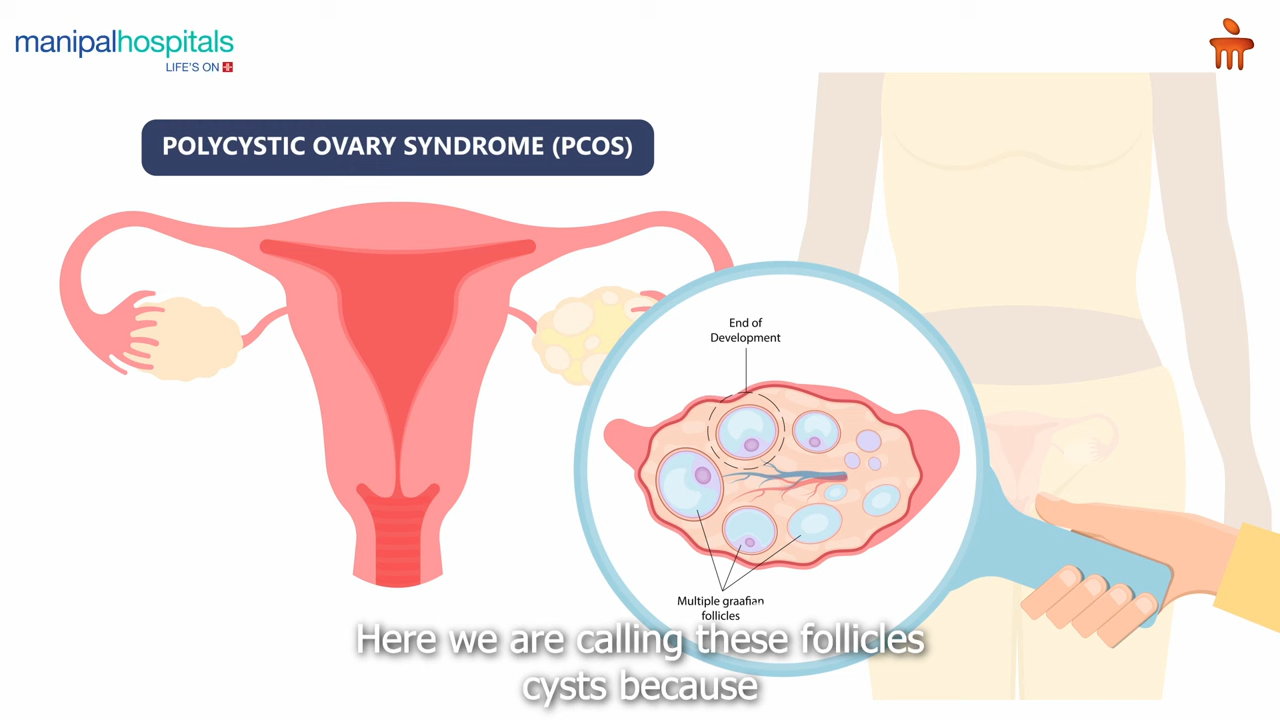 manipalhospitals
LIFE'S ON
POLYCYSTIC OVARY SYNDROME (PCOS)
End of
Development
Multiple graafian
follicles
Here we are calling these follicles
cysts because